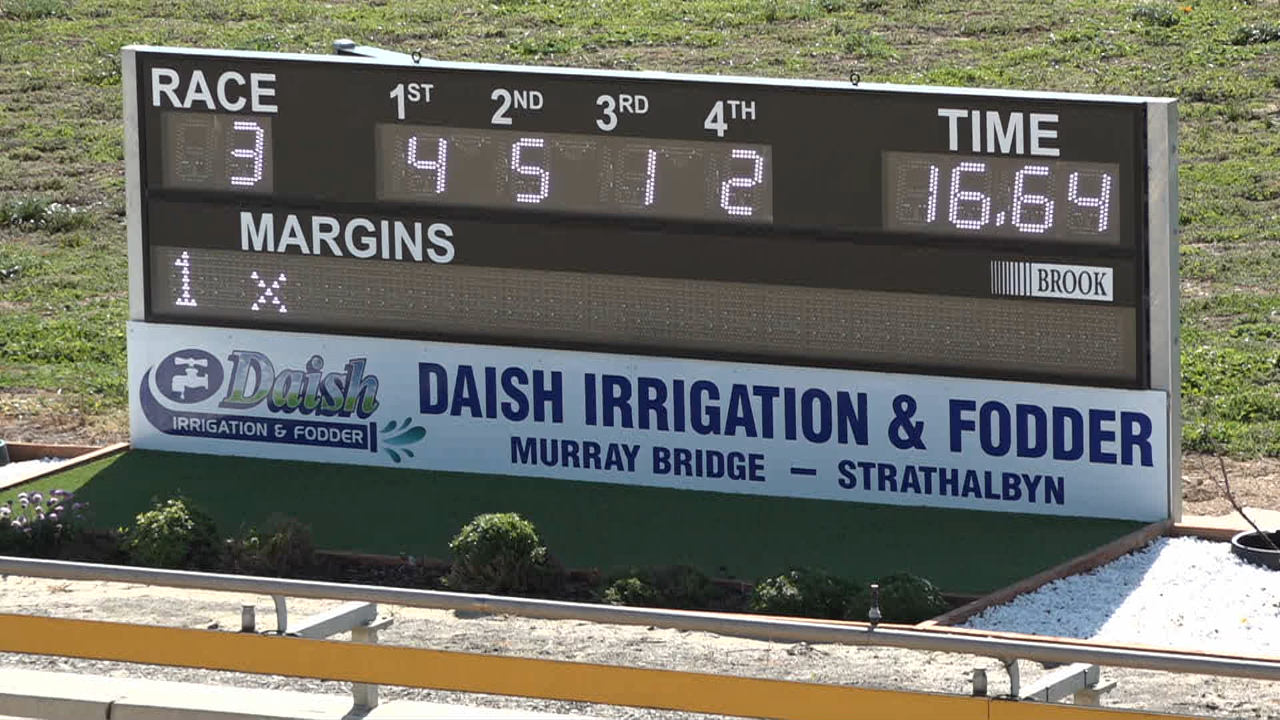 RACE 1ST 2ND 3RD 4TH TIME
3 4 5 1 2 16.64
MARGINS
BROOK
1 x
Daish
IRRIGATION & FODDER
DAISH IRRIGATION & FODDER
MURRAY BRIDGE – STRATHALBYN